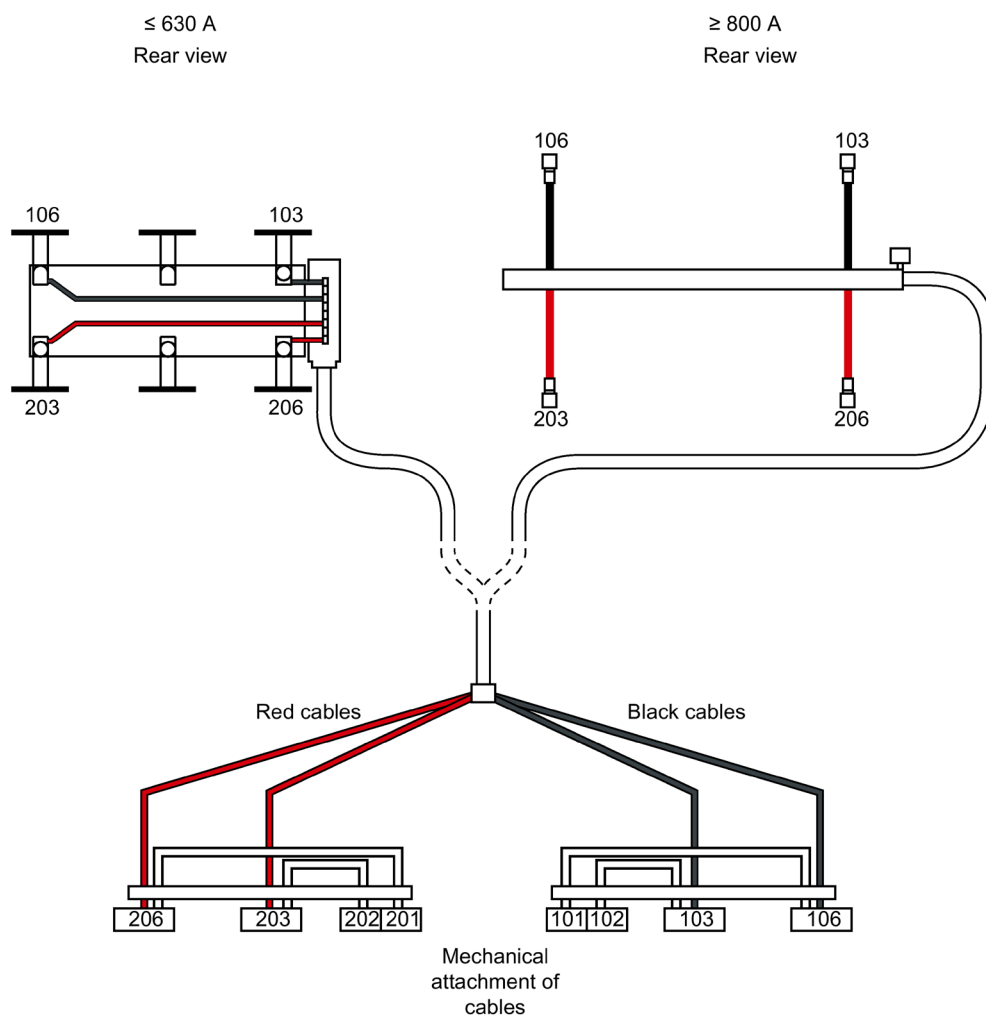 ≤ 630 A
Rear view
≥ 800 A
Rear view
106
103
203
206
106
103
203
206
Red cables
Black cables
206
203
202
201
101
102
103
106
Mechanical
attachment of
cables